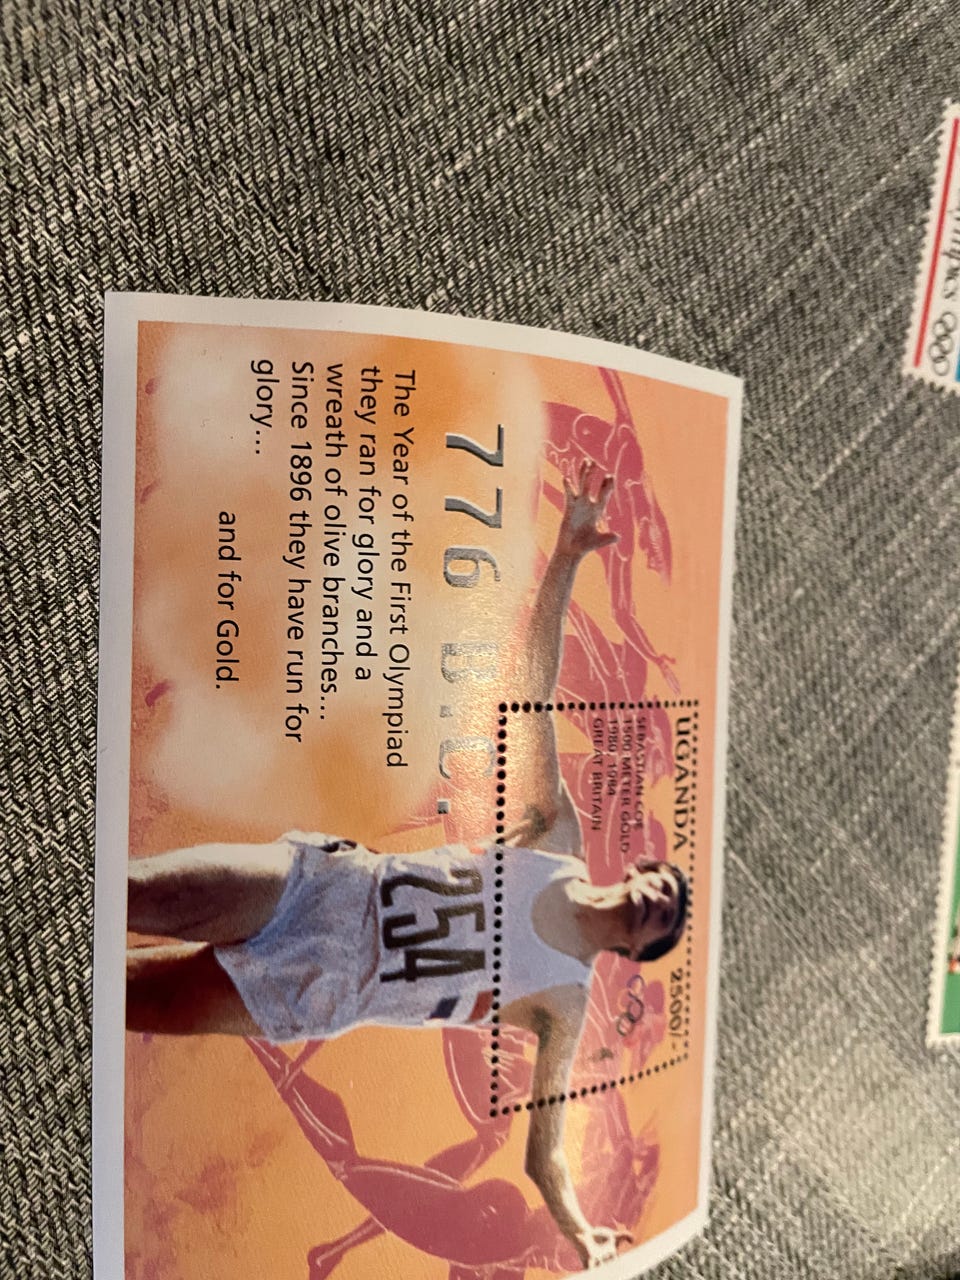 UGANDA
2500/-
SEBASTIAN COE
1500 METER GOLD
1980, 1984
GREAT BRITAIN
776 B.C.
The Year of the First Olympiad
they ran for glory and a
wreath of olive branches...
Since 1896 they have run for
glory...
and for Gold.
254